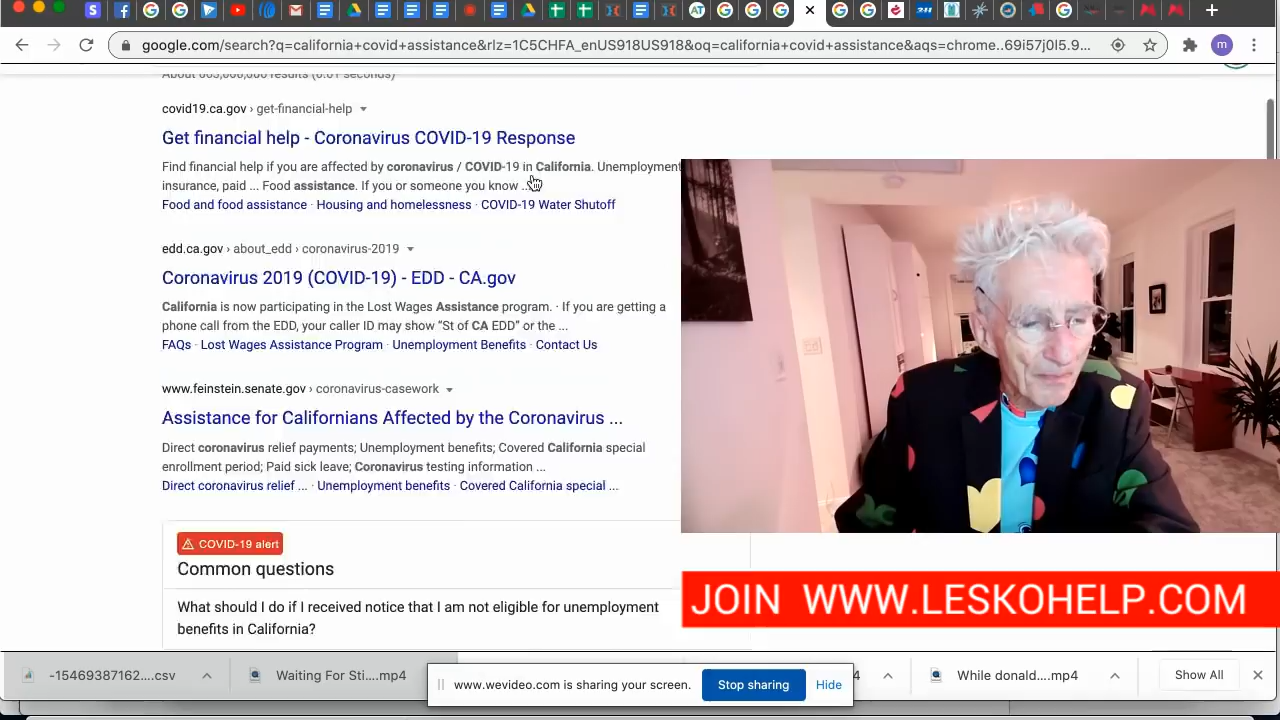 google.com/search?q=california+covid+assistance&rlz=1C5CHFA_enUS918US918&oq=california+covid+assistance&aqs=chrome..69i57j0l5.9...
m
covid19.ca.gov › get-financial-help
Get financial help - Coronavirus COVID-19 Response
Find financial help if you are affected by coronavirus / COVID-19 in California. Unemployment
insurance, paid ... Food assistance. If you or someone you know ...
Food and food assistance · Housing and homelessness · COVID-19 Water Shutoff
edd.ca.gov › about_edd › coronavirus-2019
Coronavirus 2019 (COVID-19) - EDD - CA.gov
California is now participating in the Lost Wages Assistance program. · If you are getting a
phone call from the EDD, your caller ID may show “St of CA EDD” or the ...
FAQs · Lost Wages Assistance Program · Unemployment Benefits · Contact Us
www.feinstein.senate.gov › coronavirus-casework
Assistance for Californians Affected by the Coronavirus ...
Direct coronavirus relief payments; Unemployment benefits; Covered California special
enrollment period; Paid sick leave; Coronavirus testing information ...
Direct coronavirus relief ... · Unemployment benefits · Covered California special ...
COVID-19 alert
Common questions
What should I do if I received notice that I am not eligible for unemployment
benefits in California?
JOIN WWW.LESKOHELP.COM
-15469387162....csv
Waiting For Sti....mp4
www.wevideo.com is sharing your screen.
Stop sharing
Hide
While donald....mp4
Show All